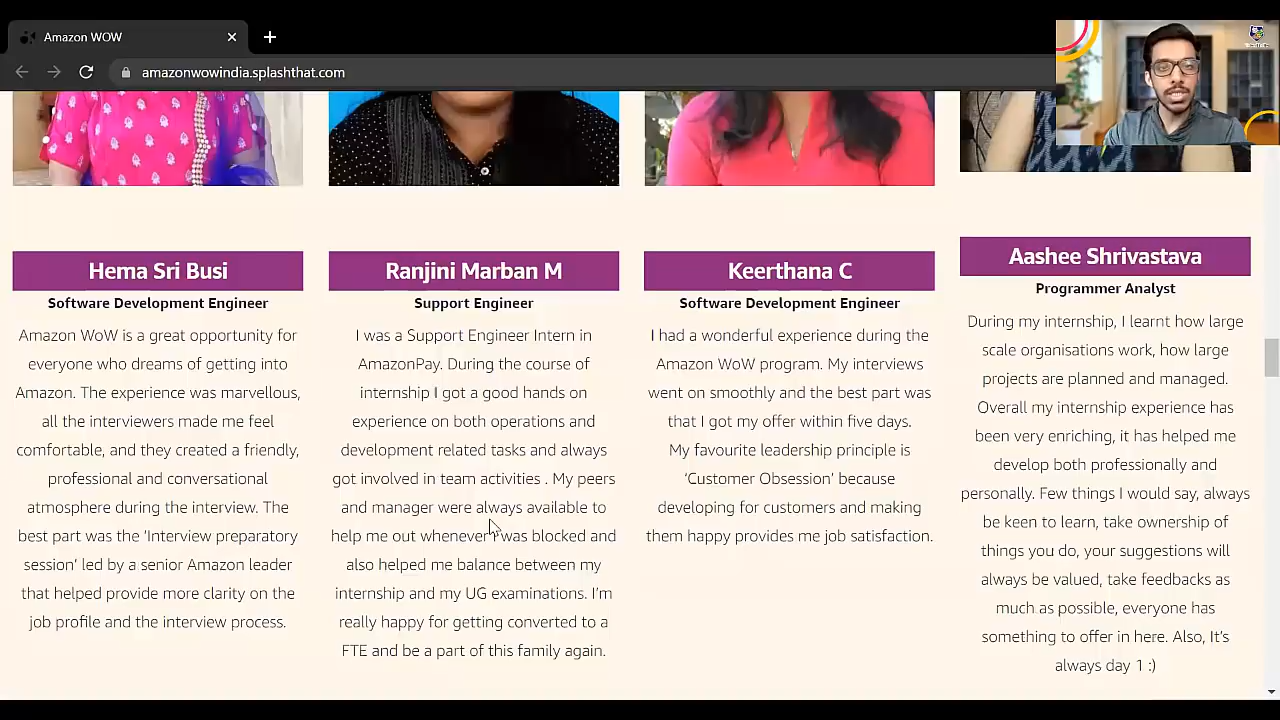 Amazon WOW
amazonwowindia.splashthat.com
Hema Sri Busi
Software Development Engineer
Amazon WoW is a great opportunity for
everyone who dreams of getting into
Amazon. The experience was marvellous,
all the interviewers made me feel
comfortable, and they created a friendly,
professional and conversational
atmosphere during the interview. The
best part was the ‘Interview preparatory
session’ led by a senior Amazon leader
that helped provide more clarity on the
job profile and the interview process.
Ranjini Marban M
Support Engineer
I was a Support Engineer Intern in
AmazonPay. During the course of
internship I got a good hands on
experience on both operations and
development related tasks and always
got involved in team activities . My peers
and manager were always available to
help me out whenever I was blocked and
also helped me balance between my
internship and my UG examinations. I’m
really happy for getting converted to a
FTE and be a part of this family again.
Keerthana C
Software Development Engineer
I had a wonderful experience during the
Amazon WoW program. My interviews
went on smoothly and the best part was
that I got my offer within five days.
My favourite leadership principle is
‘Customer Obsession’ because
developing for customers and making
them happy provides me job satisfaction.
Aashee Shrivastava
Programmer Analyst
During my internship, I learnt how large
scale organisations work, how large
projects are planned and managed.
Overall my internship experience has
been very enriching, it has helped me
develop both professionally and
personally. Few things I would say, always
be keen to learn, take ownership of
things you do, your suggestions will
always be valued, take feedbacks as
much as possible, everyone has
something to offer in here. Also, It’s
always day 1 :)